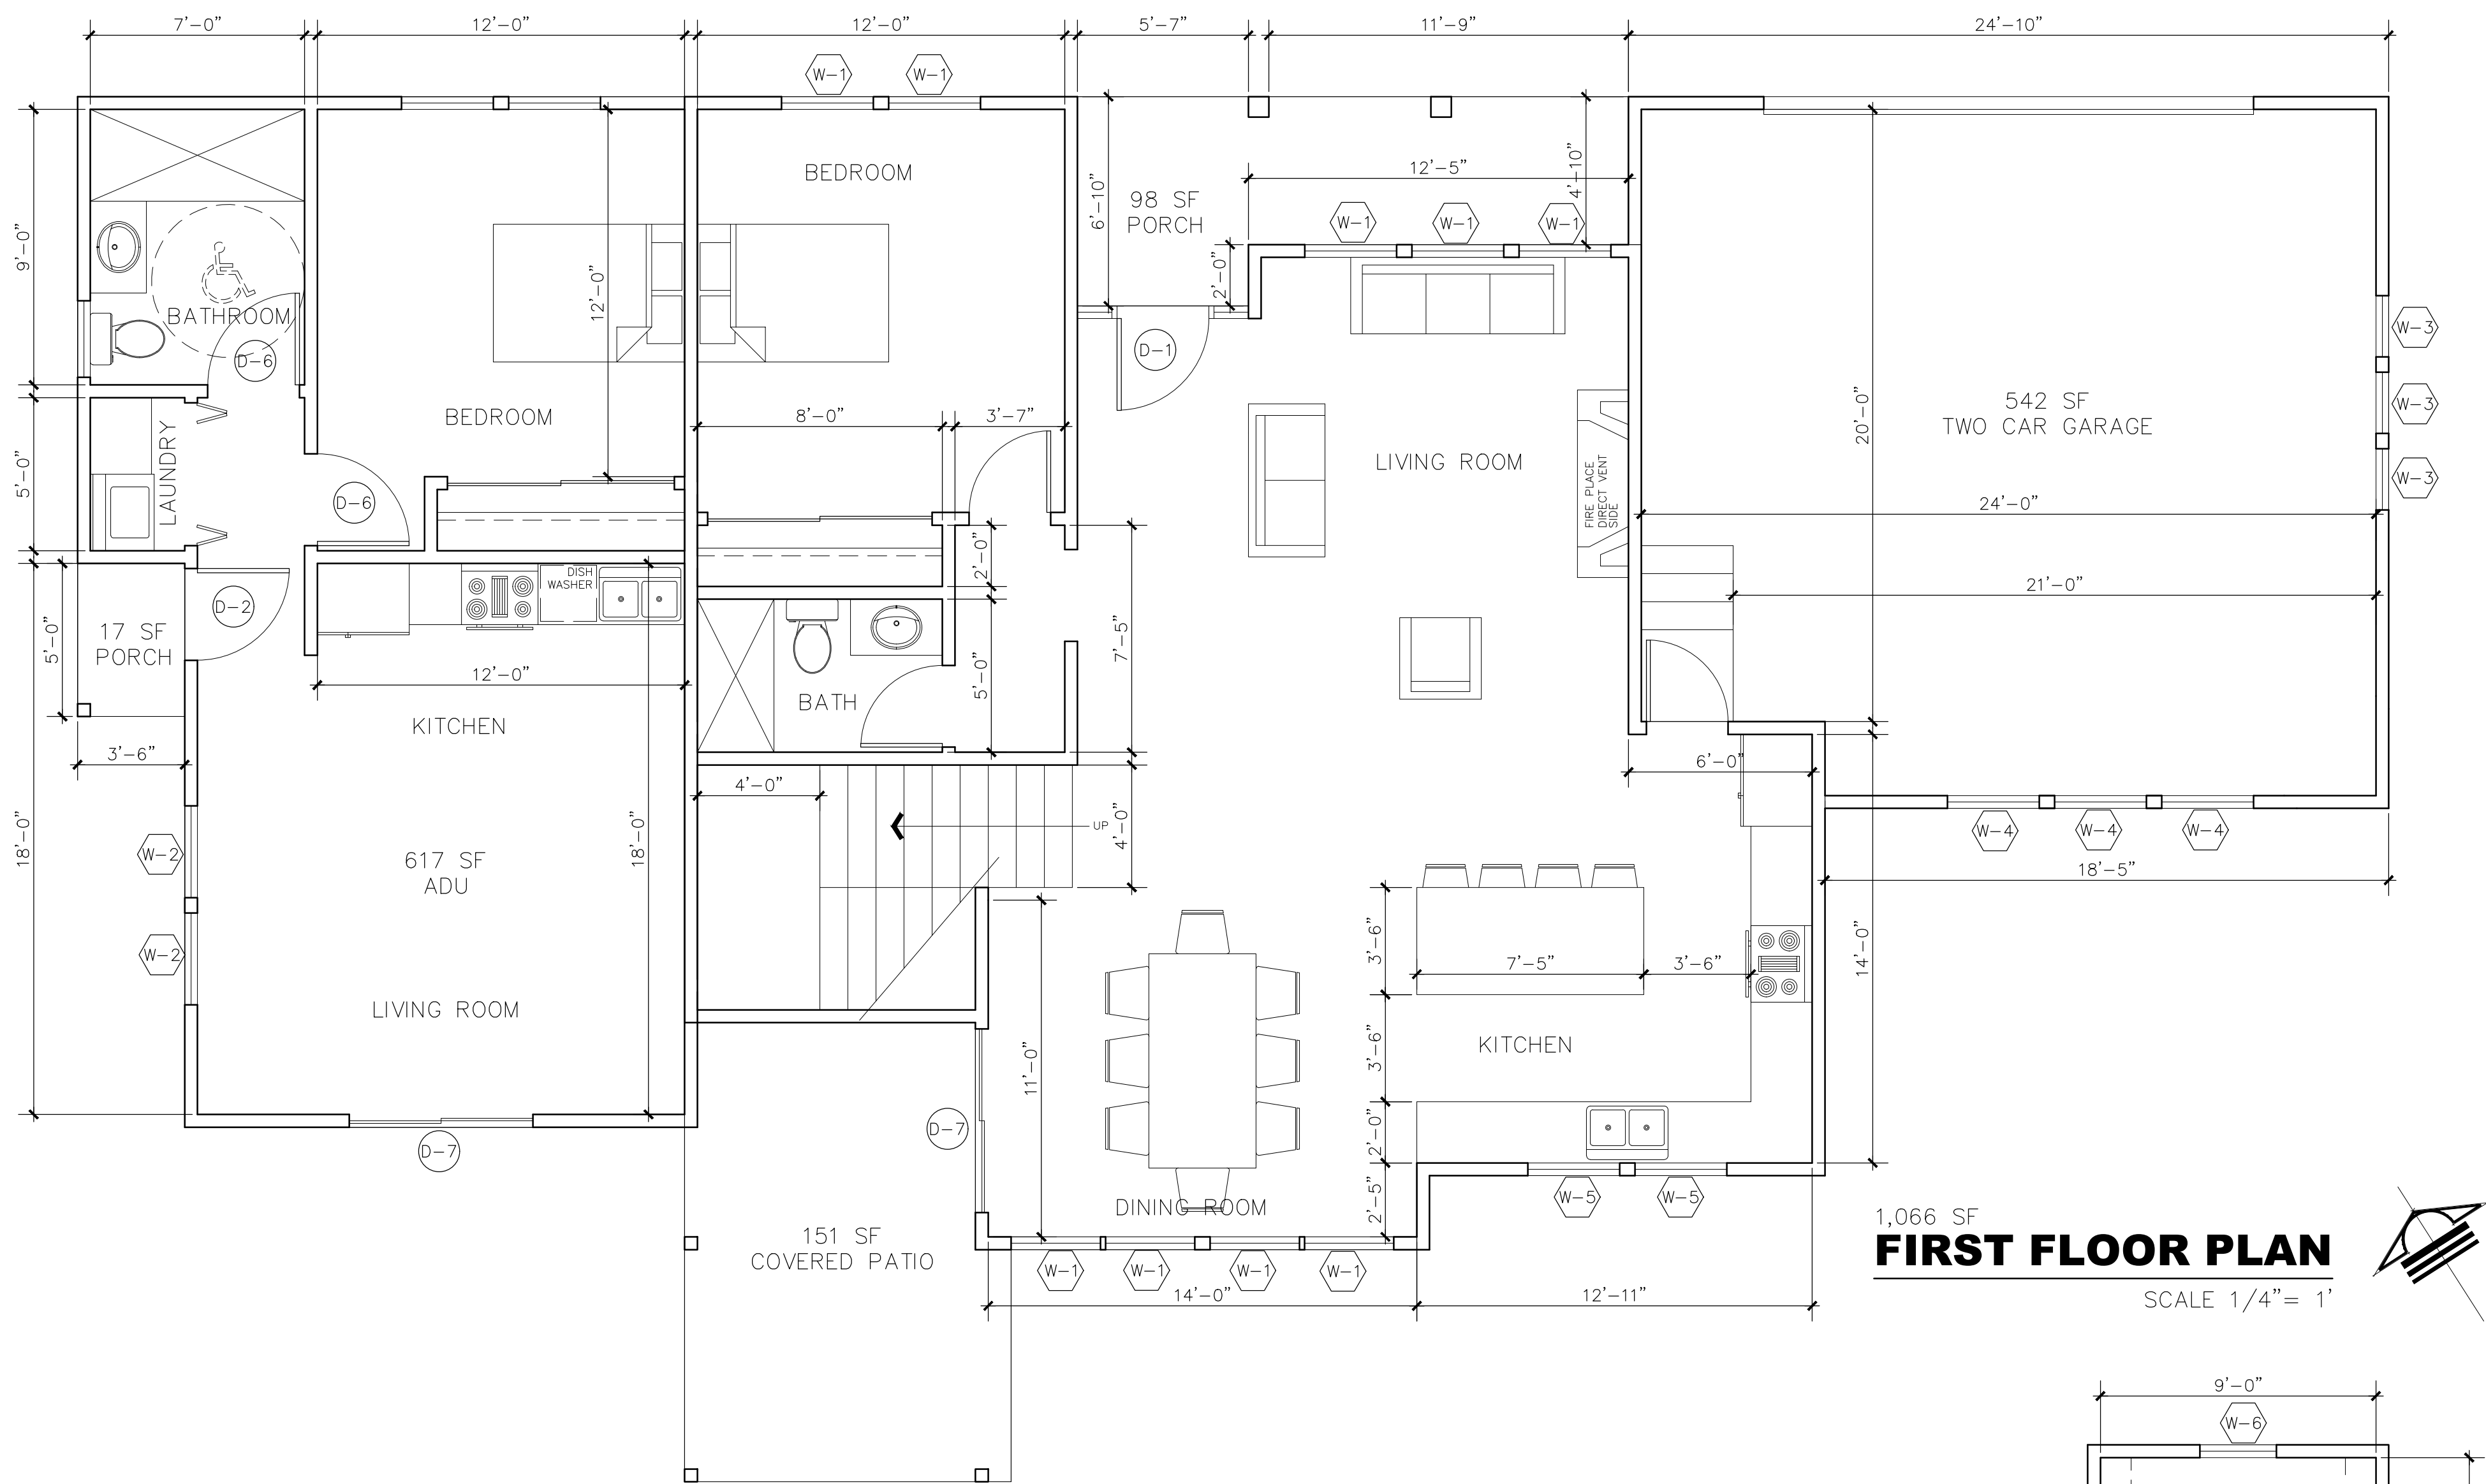 7'-0"
12'-0"
12'-0"
5'-7"
11'-9"
24'-10"
W-1
W-1
BEDROOM
98 SF
PORCH
6'-10"
12'-5"
4'-10"
W-1
W-1
W-1
2'-0"
9'-0"
12'-0"
BATHROOM
D-6
D-1
W-3
W-3
W-3
542 SF
TWO CAR GARAGE
20'-0"
BEDROOM
8'-0"
3'-7"
LIVING ROOM
FIRE PLACE
DIRECT VENT
SIDE
24'-0"
5'-0"
LAUNDRY
D-6
2'-0"
21'-0"
DISH
WASHER
D-2
5'-0"
17 SF
PORCH
12'-0"
5'-0"
7'-5"
BATH
KITCHEN
3'-6"
4'-0"
6'-0"
UP
4'-0"
18'-0"
18'-0"
W-2
617 SF
ADU
W-4
W-4
W-4
18'-5"
W-2
3'-6"
7'-5"
3'-6"
14'-0"
LIVING ROOM
KITCHEN
11'-0"
3'-6"
D-7
D-7
2'-0"
DINING ROOM
2'-5"
W-5
W-5
151 SF
COVERED PATIO
W-1
W-1
W-1
W-1
14'-0"
12'-11"
1,066 SF
FIRST FLOOR PLAN
SCALE 1/4"= 1'
9'-0"
W-6